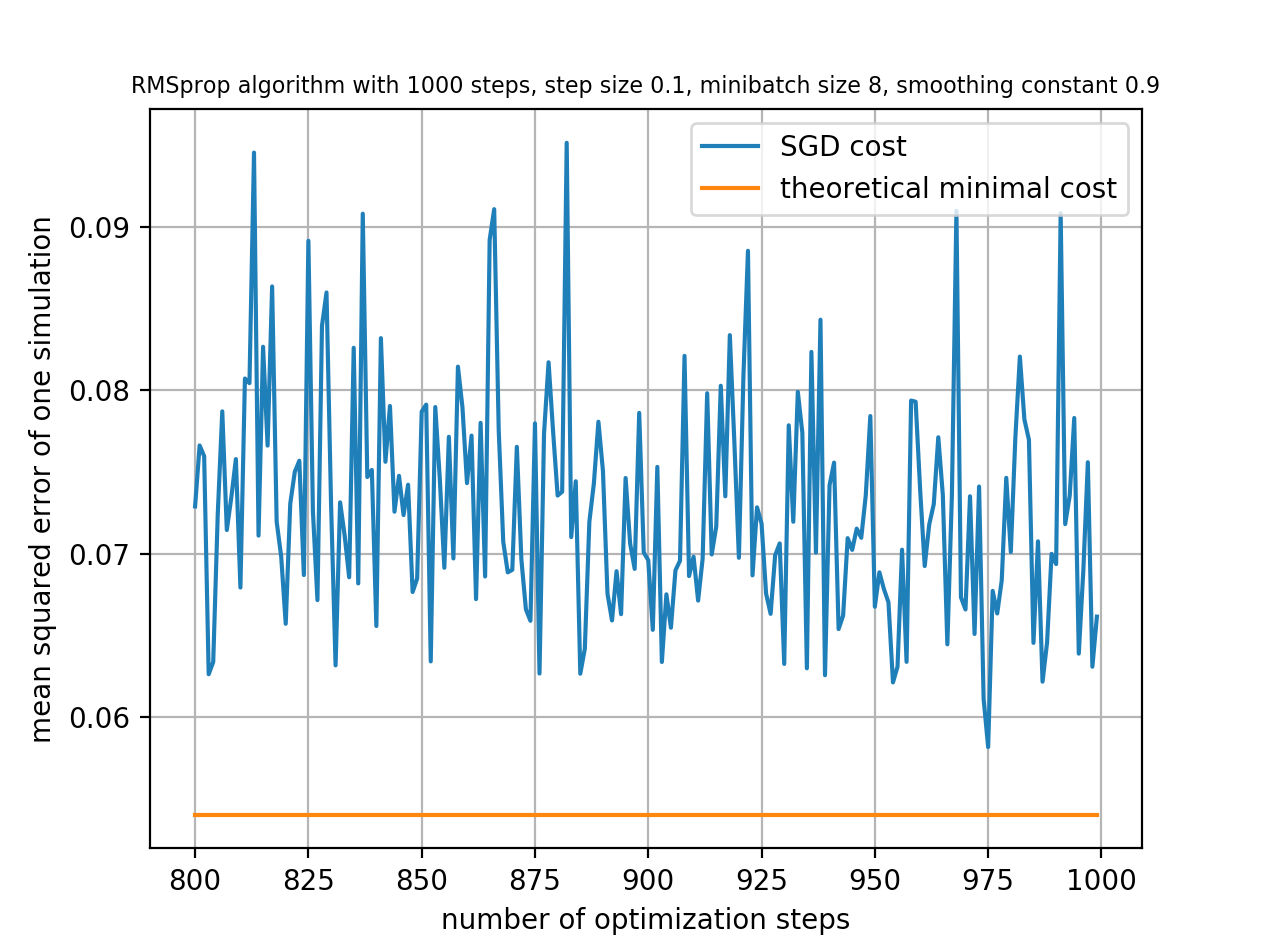 RMSprop algorithm with 1000 steps, step size 0.1, minibatch size 8, smoothing constant 0.9
SGD cost
theoretical minimal cost
mean squared error of one simulation
0.09
0.08
0.07
0.06
800 825 850 875 900 925 950 975 1000
number of optimization steps